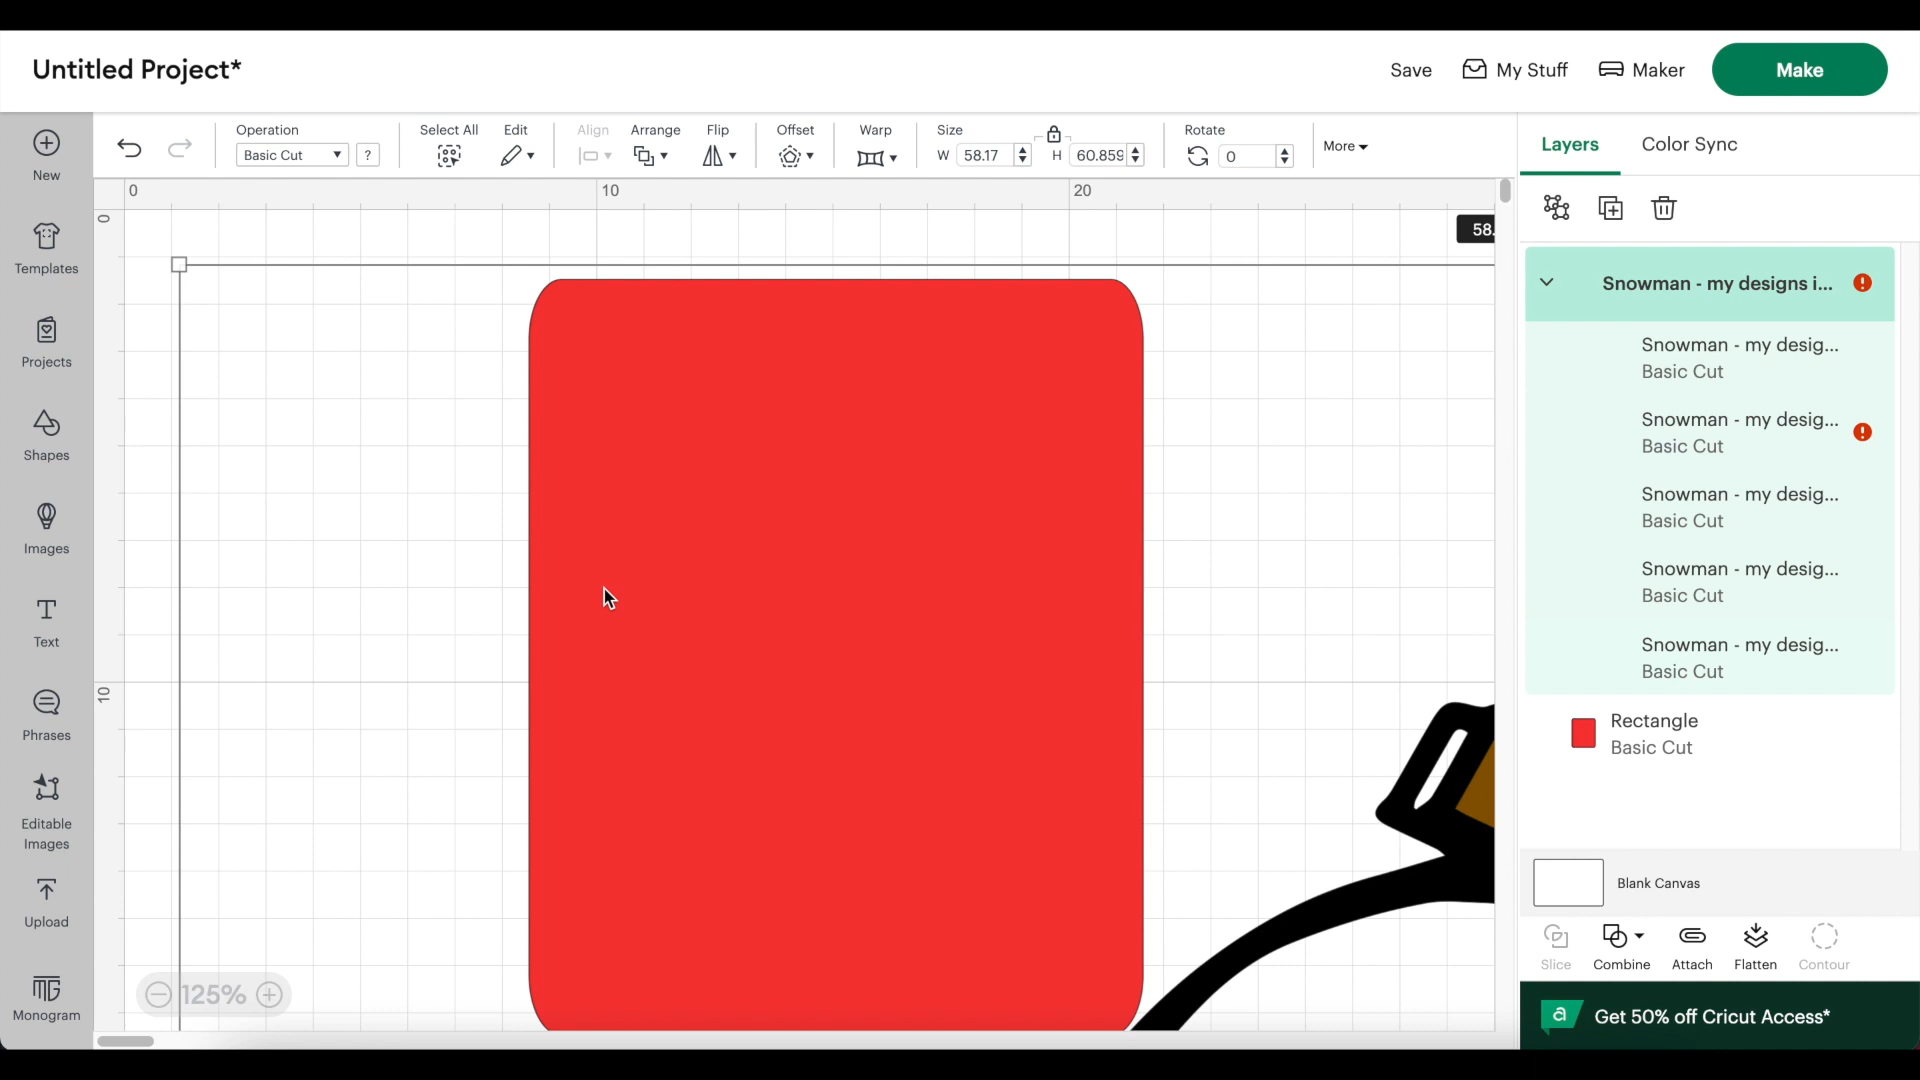 Untitled Project*
Save
My Stuff
Maker
Make
New
Templates
Projects
Shapes
Images
Text
Phrases
Editable
Images
Upload
Monogram
Operation
Basic Cut
?
Select All
Edit
Align
Arrange
Flip
Offset
Warp
Size
W 58.17
H 60.859
Rotate
0
More
0 10 20
0
10
58.
125%
Layers
Color Sync
Snowman - my designs i...
Snowman - my desig...
Basic Cut
Snowman - my desig...
Basic Cut
Snowman - my desig...
Basic Cut
Snowman - my desig...
Basic Cut
Snowman - my desig...
Basic Cut
Rectangle
Basic Cut
Blank Canvas
Slice
Combine
Attach
Flatten
Contour
a
Get 50% off Cricut Access*